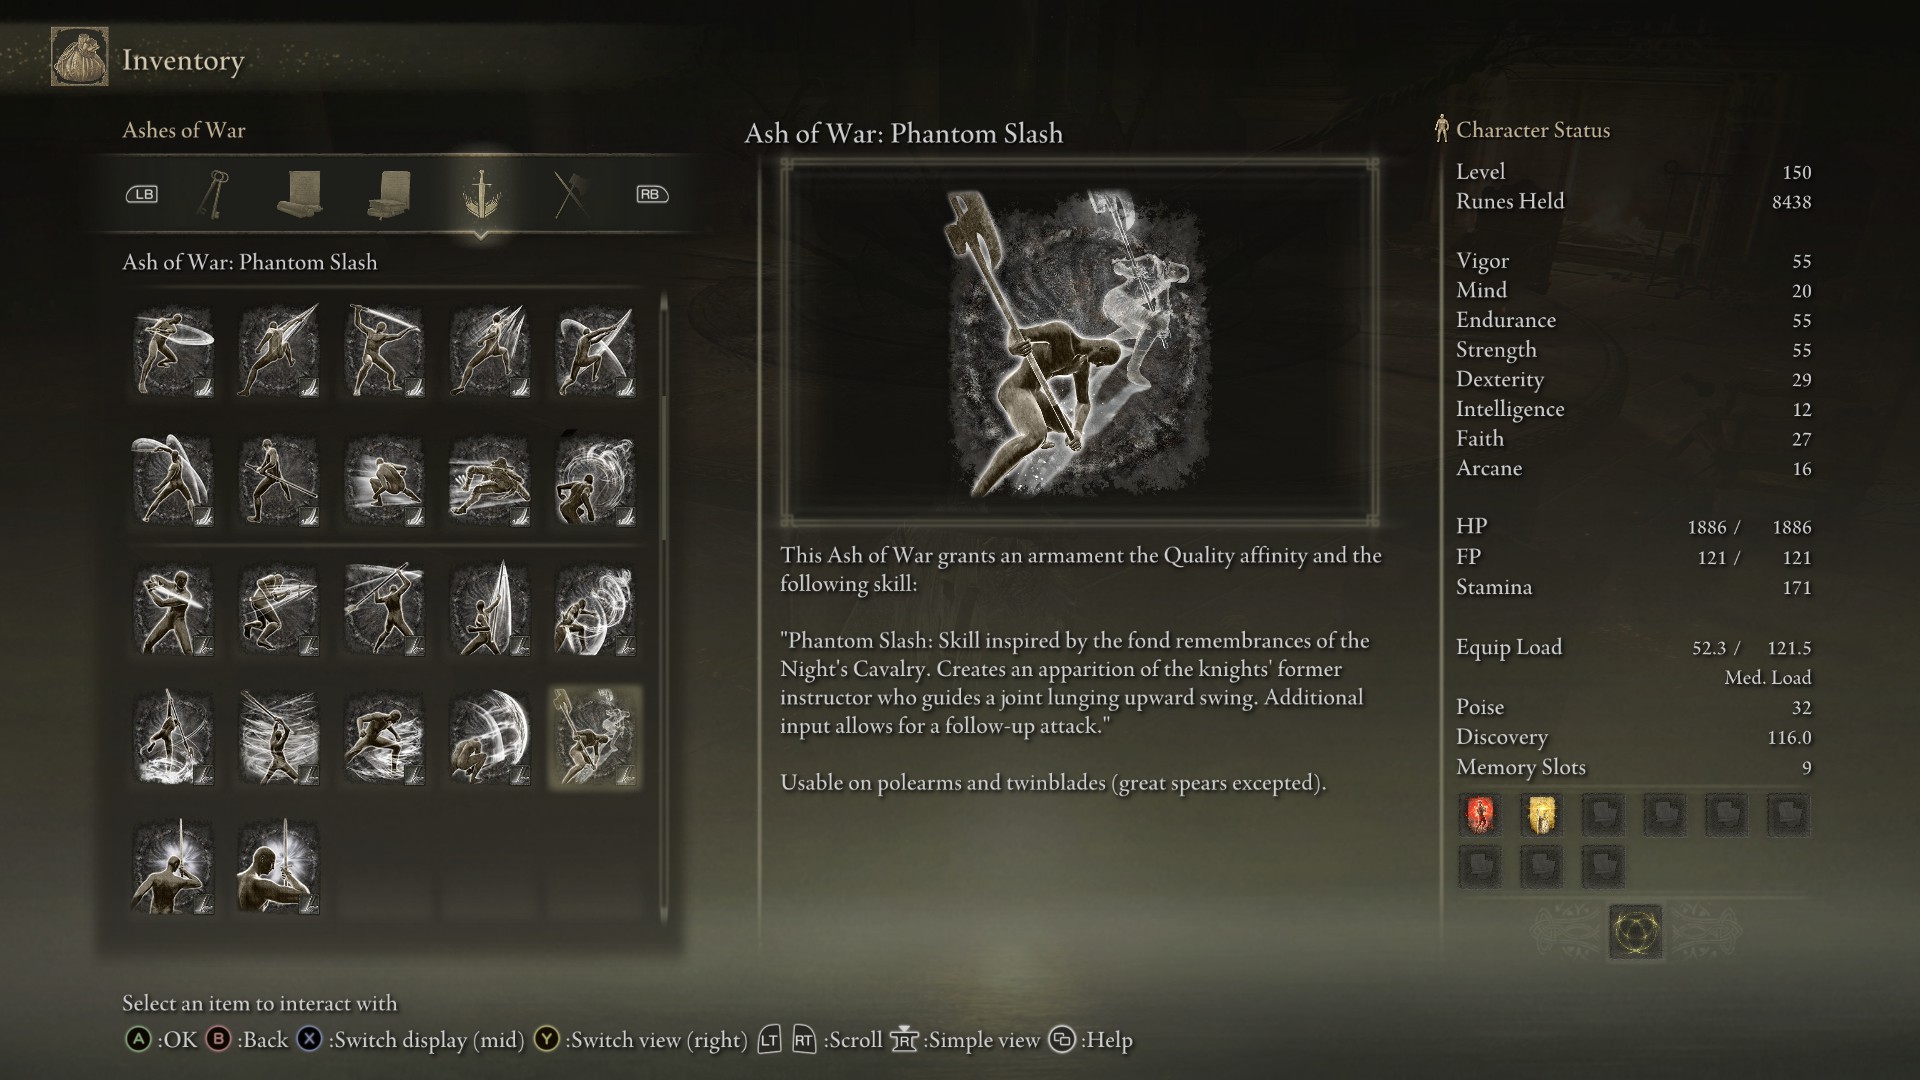 Inventory
Ashes of War
LB
RB
Ash of War: Phantom Slash
Ash of War: Phantom Slash
This Ash of War grants an armament the Quality affinity and the
following skill:
"Phantom Slash: Skill inspired by the fond remembrances of the
Night's Cavalry. Creates an apparition of the knights' former
instructor who guides a joint lunging upward swing. Additional
input allows for a follow-up attack."
Usable on polearms and twinblades (great spears excepted).
Character Status
Level 150
Runes Held 8438
Vigor 55
Mind 20
Endurance 55
Strength 55
Dexterity 29
Intelligence 12
Faith 27
Arcane 16
HP 1886 / 1886
FP 121 / 121
Stamina 171
Equip Load 52.3 / 121.5
Med. Load
Poise 32
Discovery 116.0
Memory Slots 9
Select an item to interact with
A :OK B :Back X :Switch display (mid) Y :Switch view (right) LT RT :Scroll R :Simple view :Help